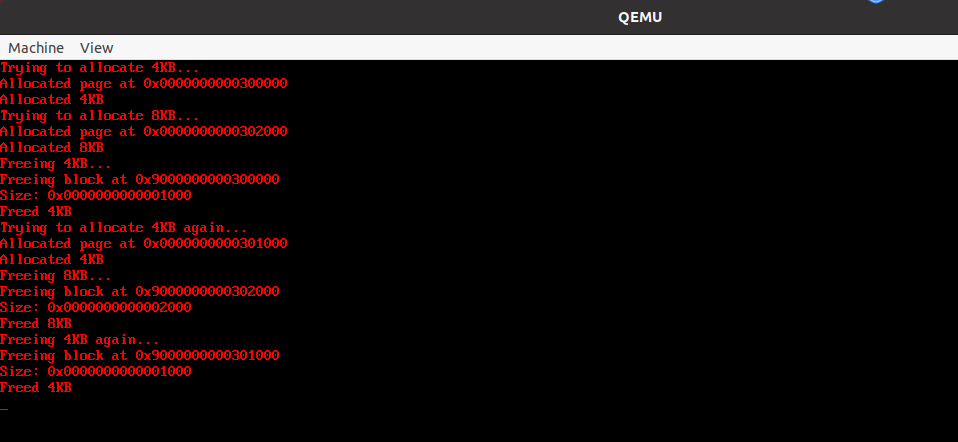 QEMU
Machine View
Trying to allocate 4KB...
Allocated page at 0x0000000000300000
Allocated 4KB
Trying to allocate 8KB...
Allocated page at 0x0000000000302000
Allocated 8KB
Freeing 4KB...
Freeing block at 0x9000000000300000
Size: 0x0000000000001000
Freed 4KB
Trying to allocate 4KB again...
Allocated page at 0x0000000000301000
Allocated 4KB
Freeing 8KB...
Freeing block at 0x9000000000302000
Size: 0x0000000000002000
Freed 8KB
Freeing 4KB again...
Freeing block at 0x9000000000301000
Size: 0x0000000000001000
Freed 4KB
_